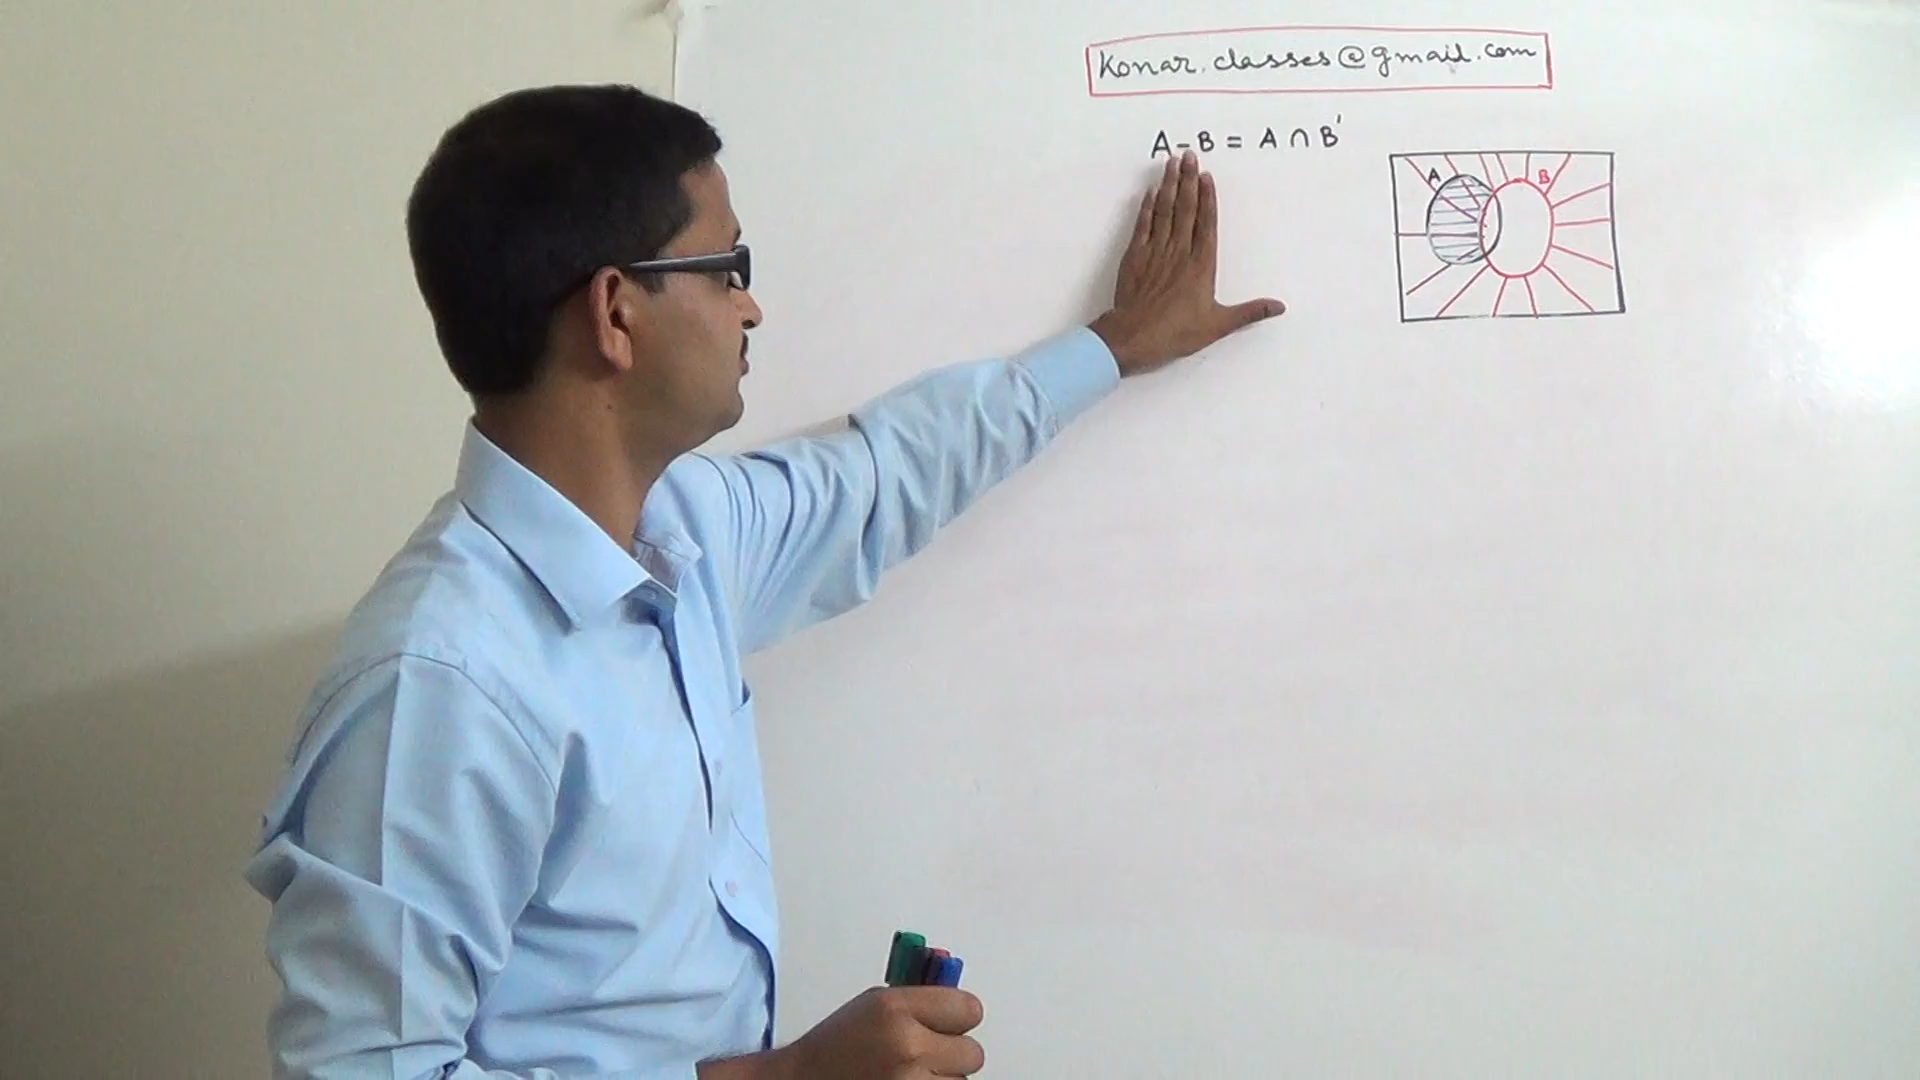 Konar.classes@gmail.com
A - B = A ∩ B'
A B